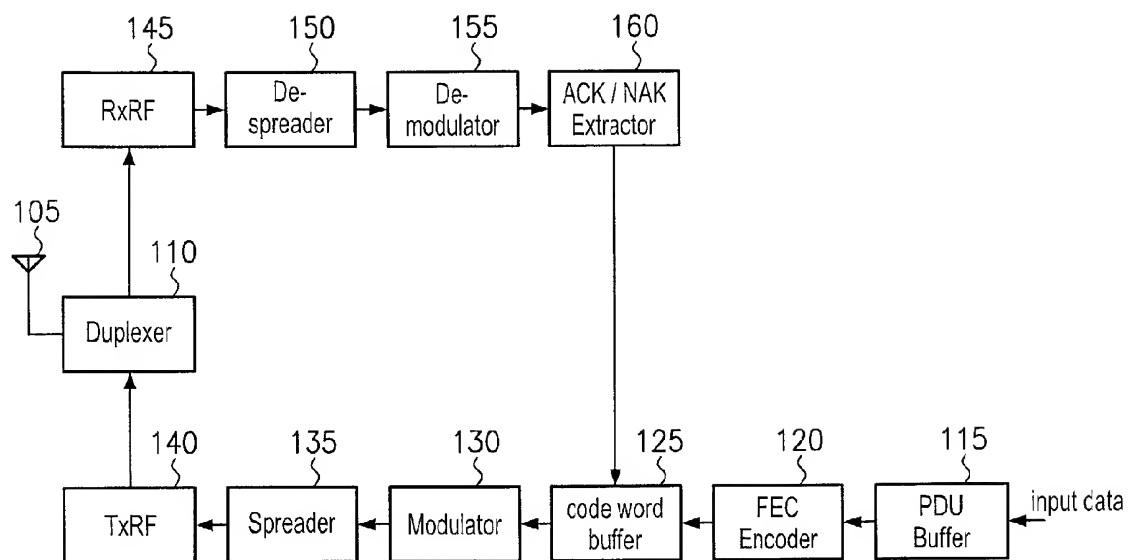 145
150
155
160
RxRF
De-
spreader
De-
modulator
ACK / NAK
Extractor
105
110
Duplexer
140
135
130
125
120
115
TxRF
Spreader
Modulator
code word
buffer
FEC
Encoder
PDU
Buffer
input data